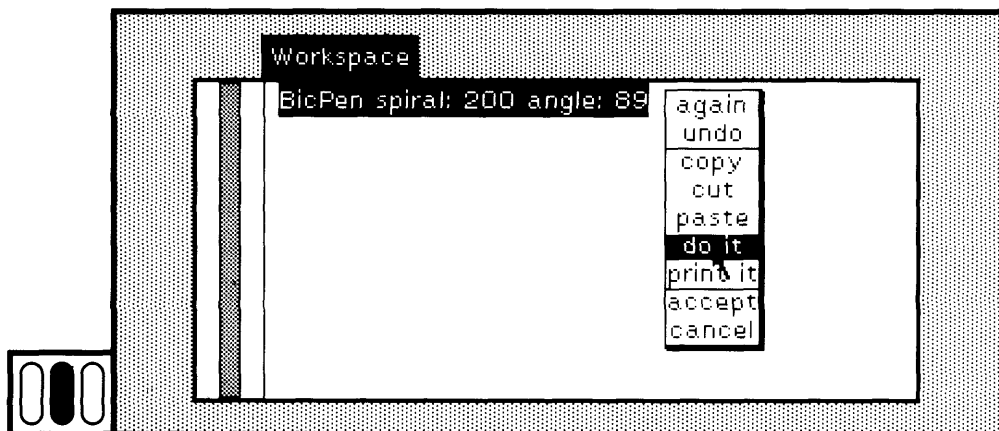 Workspace
BicPen spiral: 200 angle: 89
again
undo
copy
cut
paste
do it
print it
accept
cancel